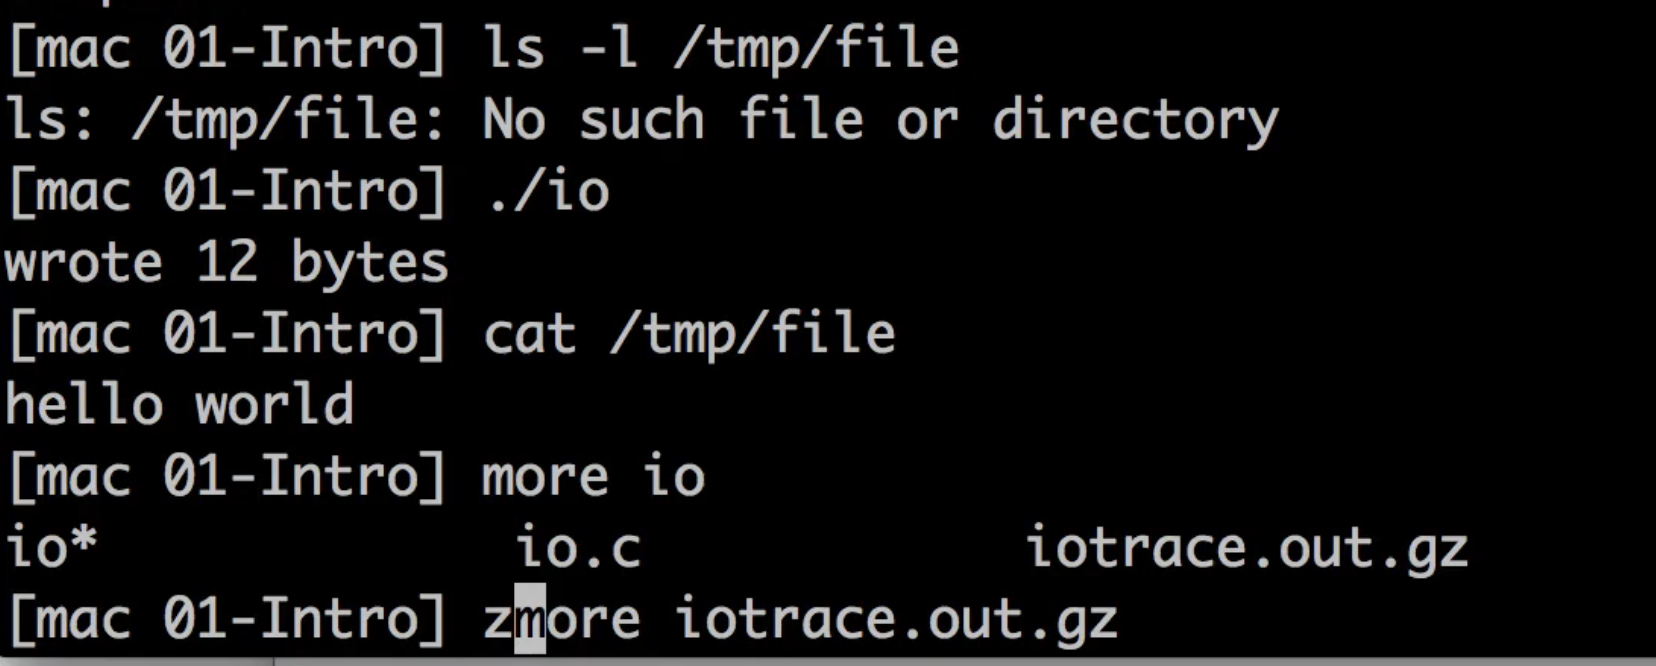 [mac 01-Intro] ls -l /tmp/file
ls: /tmp/file: No such file or directory
[mac 01-Intro] ./io
wrote 12 bytes
[mac 01-Intro] cat /tmp/file
hello world
[mac 01-Intro] more io
io* io.c iotrace.out.gz
[mac 01-Intro] zmore iotrace.out.gz